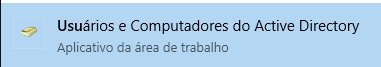 Usuários e Computadores do Active Directory
Aplicativo da área de trabalho